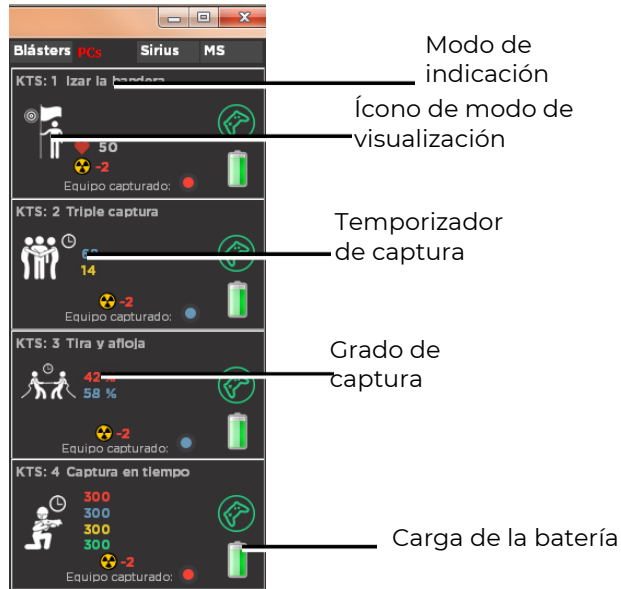 Blásters PCs Sirius MS
KTS: 1 Izar la bandera
50
-2
Equipo capturado:
KTS: 2 Triple captura
14
-2
Equipo capturado:
KTS: 3 Tira y afloja
42 %
58 %
-2
Equipo capturado:
KTS: 4 Captura en tiempo
300
300
300
300
-2
Equipo capturado:
Modo de
indicación
Ícono de modo de
visualización
Temporizador
de captura
Grado de
captura
Carga de la batería